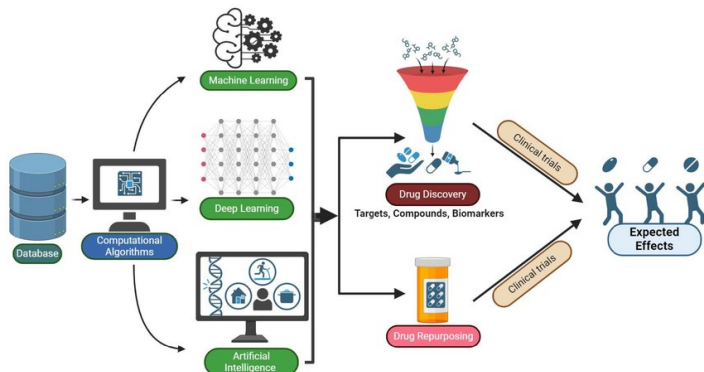 Machine Learning
Deep Learning
Database
Computational
Algorithms
Artificial
Intelligence
Drug Discovery
Targets, Compounds, Biomarkers
Drug Repurposing
Clinical trials
Clinical trials
Expected
Effects